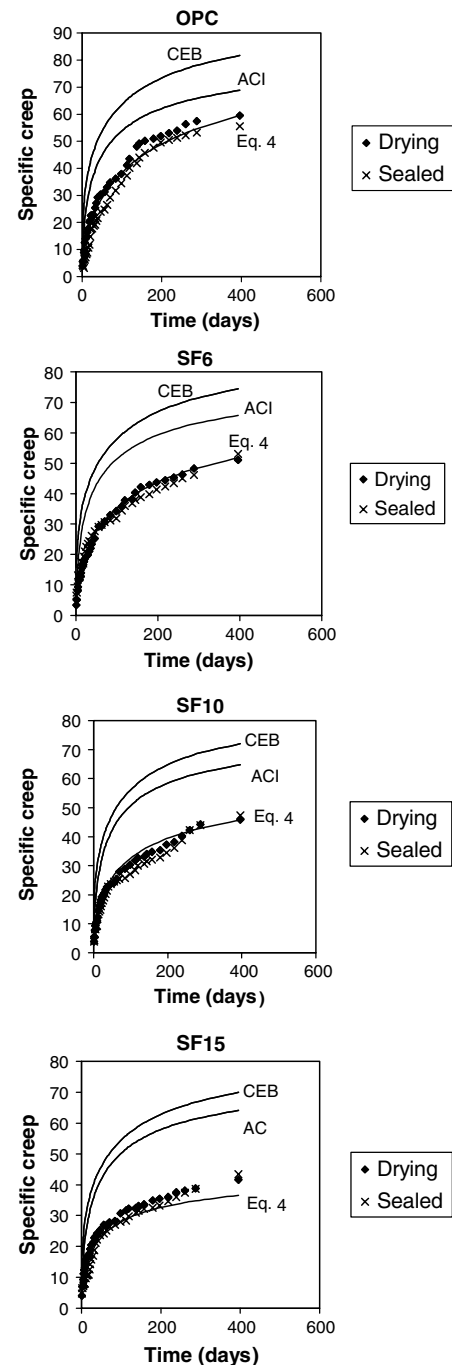 OPC
90
80
70
60
50
40
30
20
10
0
Specific creep
CEB
ACI
Eq. 4
0 200 400 600
Time (days)
Drying
× Sealed
SF6
80
70
60
50
40
30
20
10
0
Specific creep
CEB
ACI
Eq. 4
0 200 400 600
Time (days)
Drying
× Sealed
SF10
80
70
60
50
40
30
20
10
0
Specific creep
CEB
ACI
Eq. 4
0 200 400 600
Time (days)
Drying
× Sealed
SF15
80
70
60
50
40
30
20
10
0
Specific creep
CEB
AC
Eq. 4
0 200 400 600
Time (days)
Drying
× Sealed